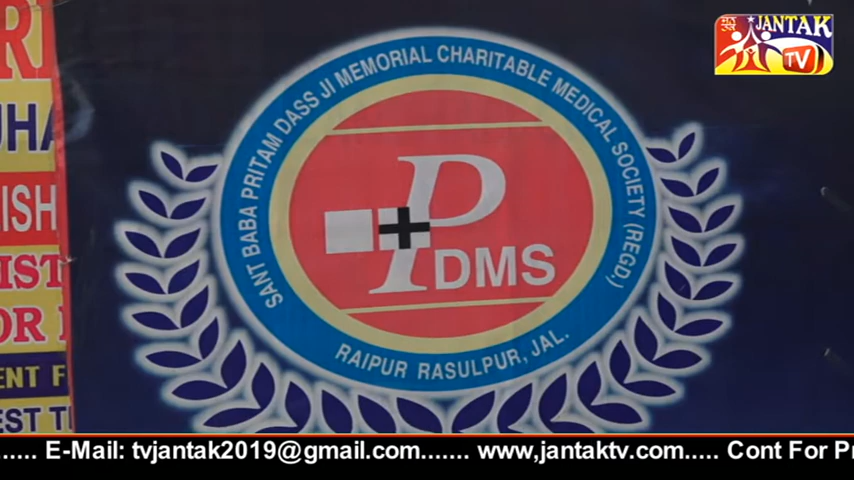 JANTAK
TV
SANT BABA PRITAM DASS JI MEMORIAL CHARITABLE MEDICAL SOCIETY (REGD.)
PDMS
RAIPUR RASULPUR, JAL.
...... E-Mail: tvjantak2019@gmail.com....... www,jantaktv.com..... Cont For